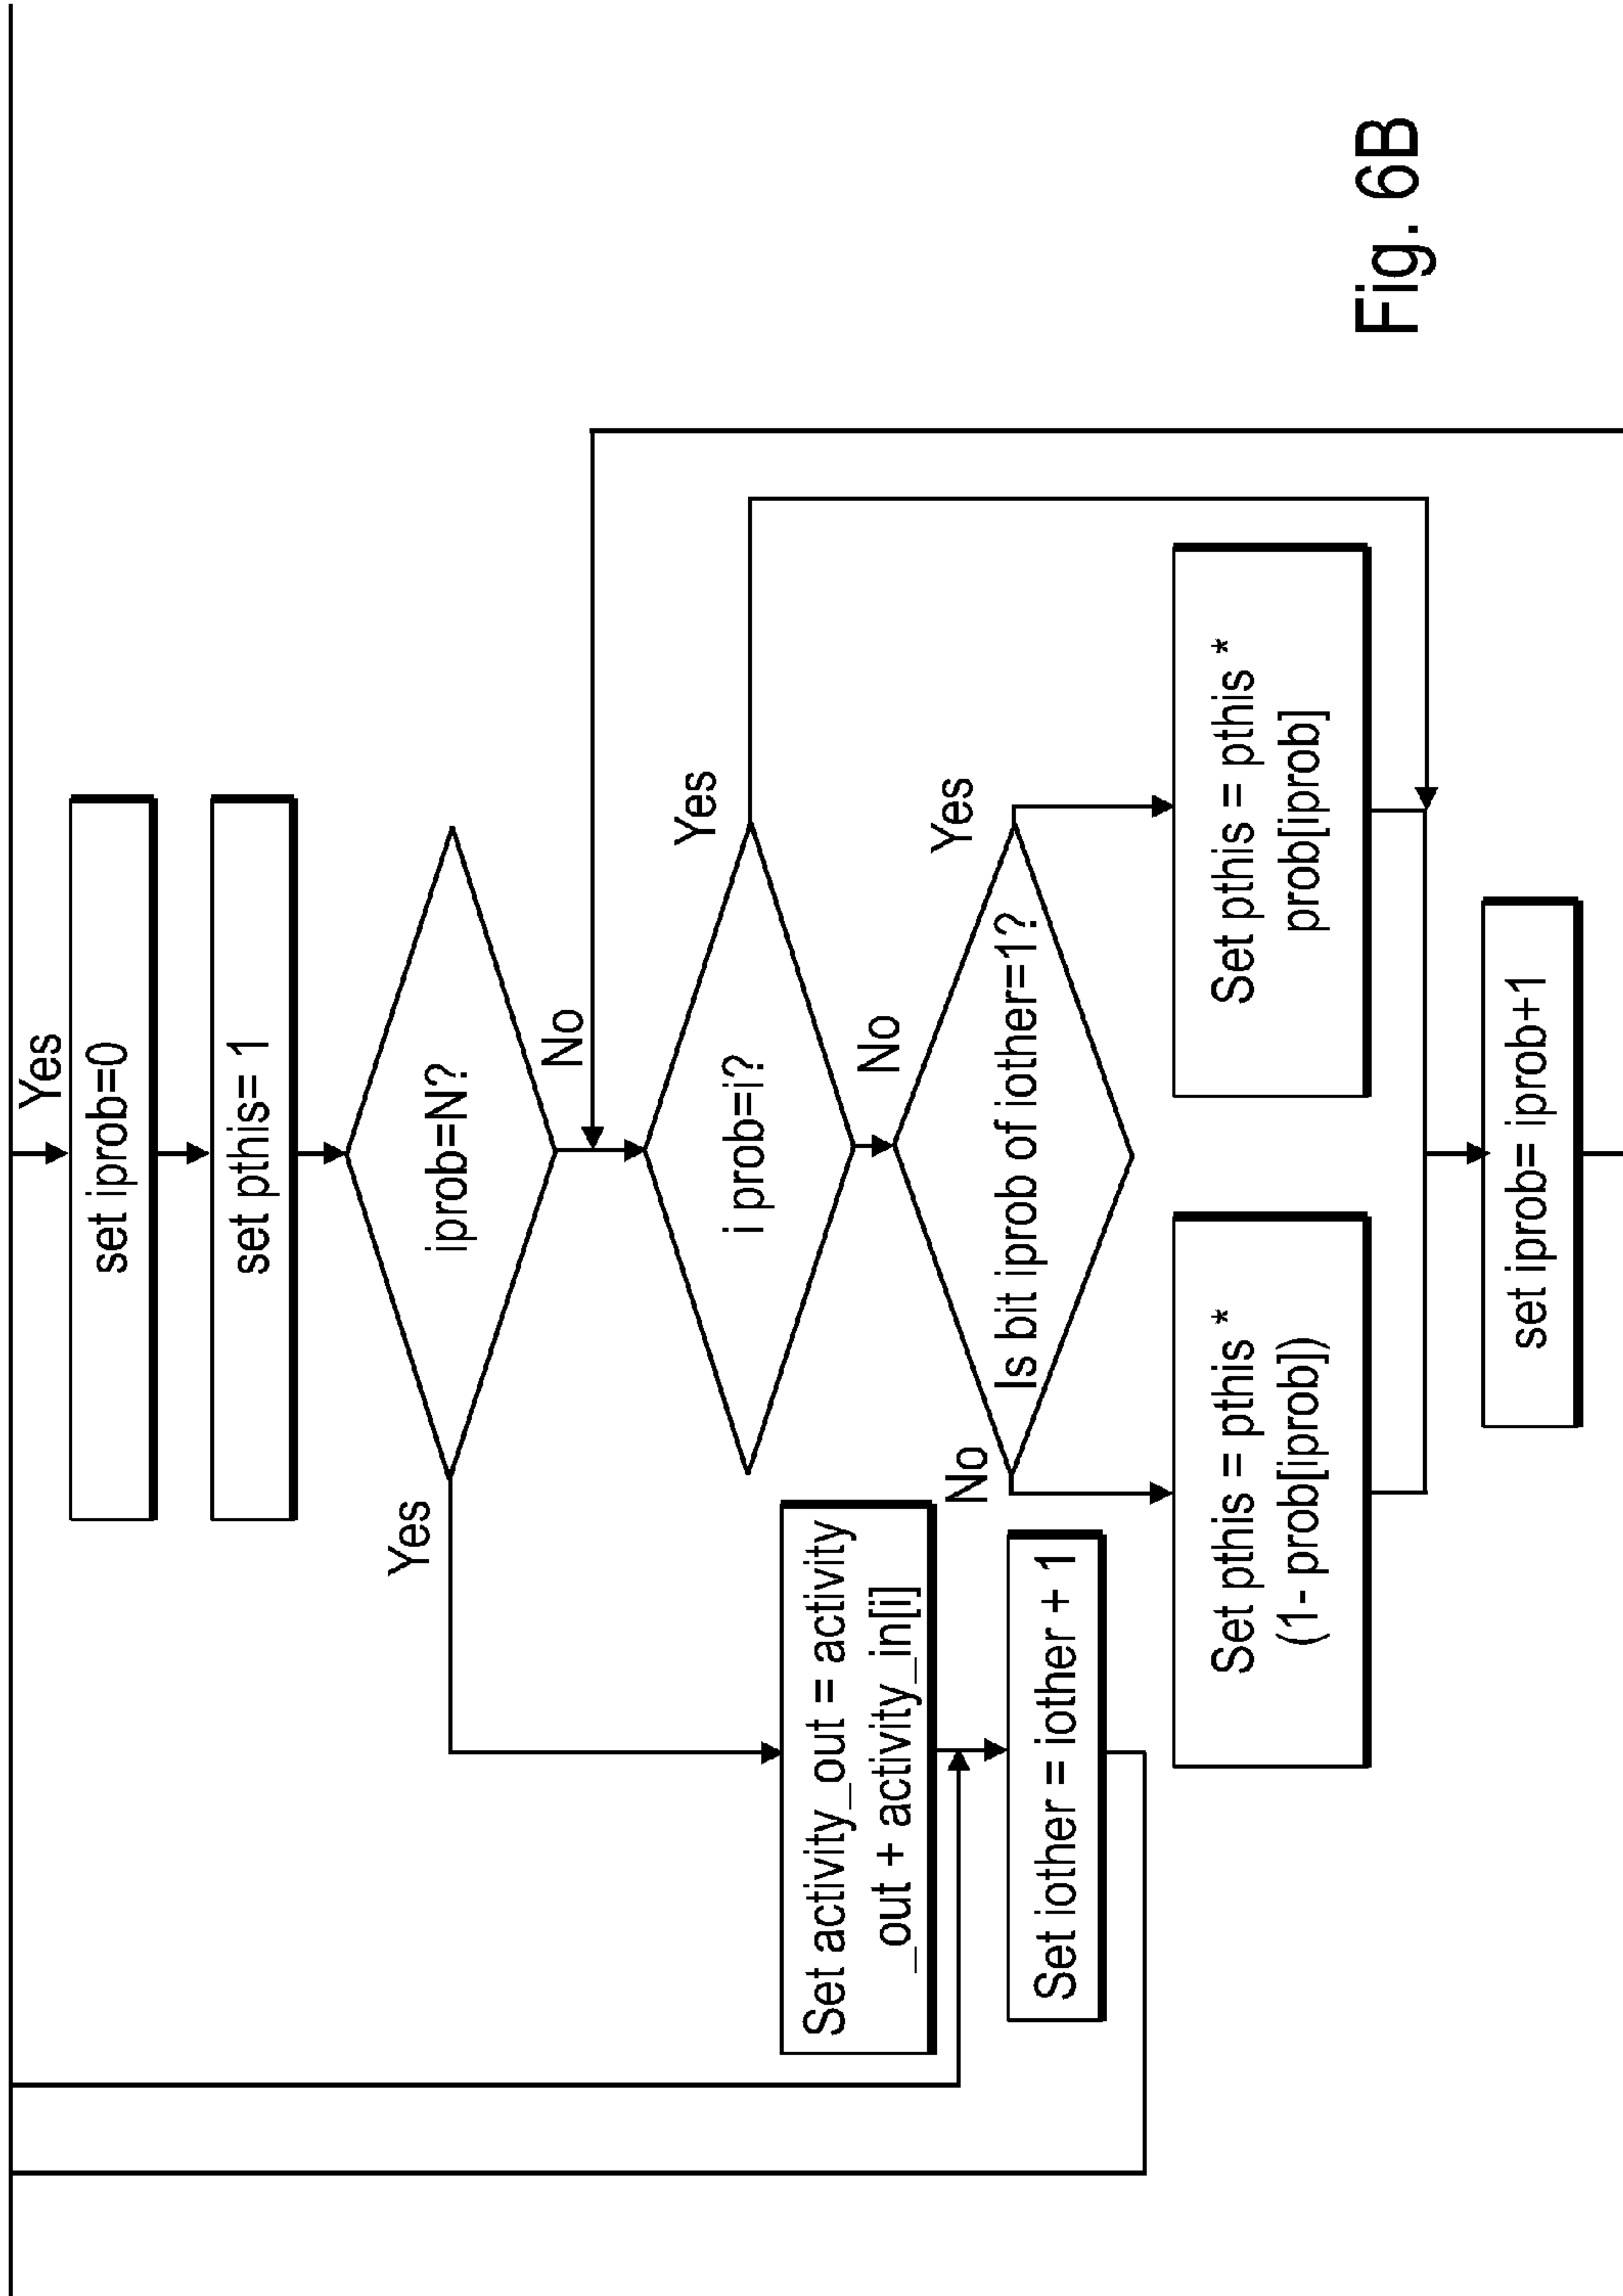 Yes
set iprob=0
set pthis= 1
iprob=N?
Yes
No
i prob=i?
Yes
No
Set activity_out = activity
_out + activity_in[i]
Is bit iprob of iother=1?
No
Yes
Set iother = iother + 1
Set pthis = pthis *
(1- prob[iprob])
Set pthis = pthis *
prob[iprob]
set iprob= iprob+1
Fig. 6B